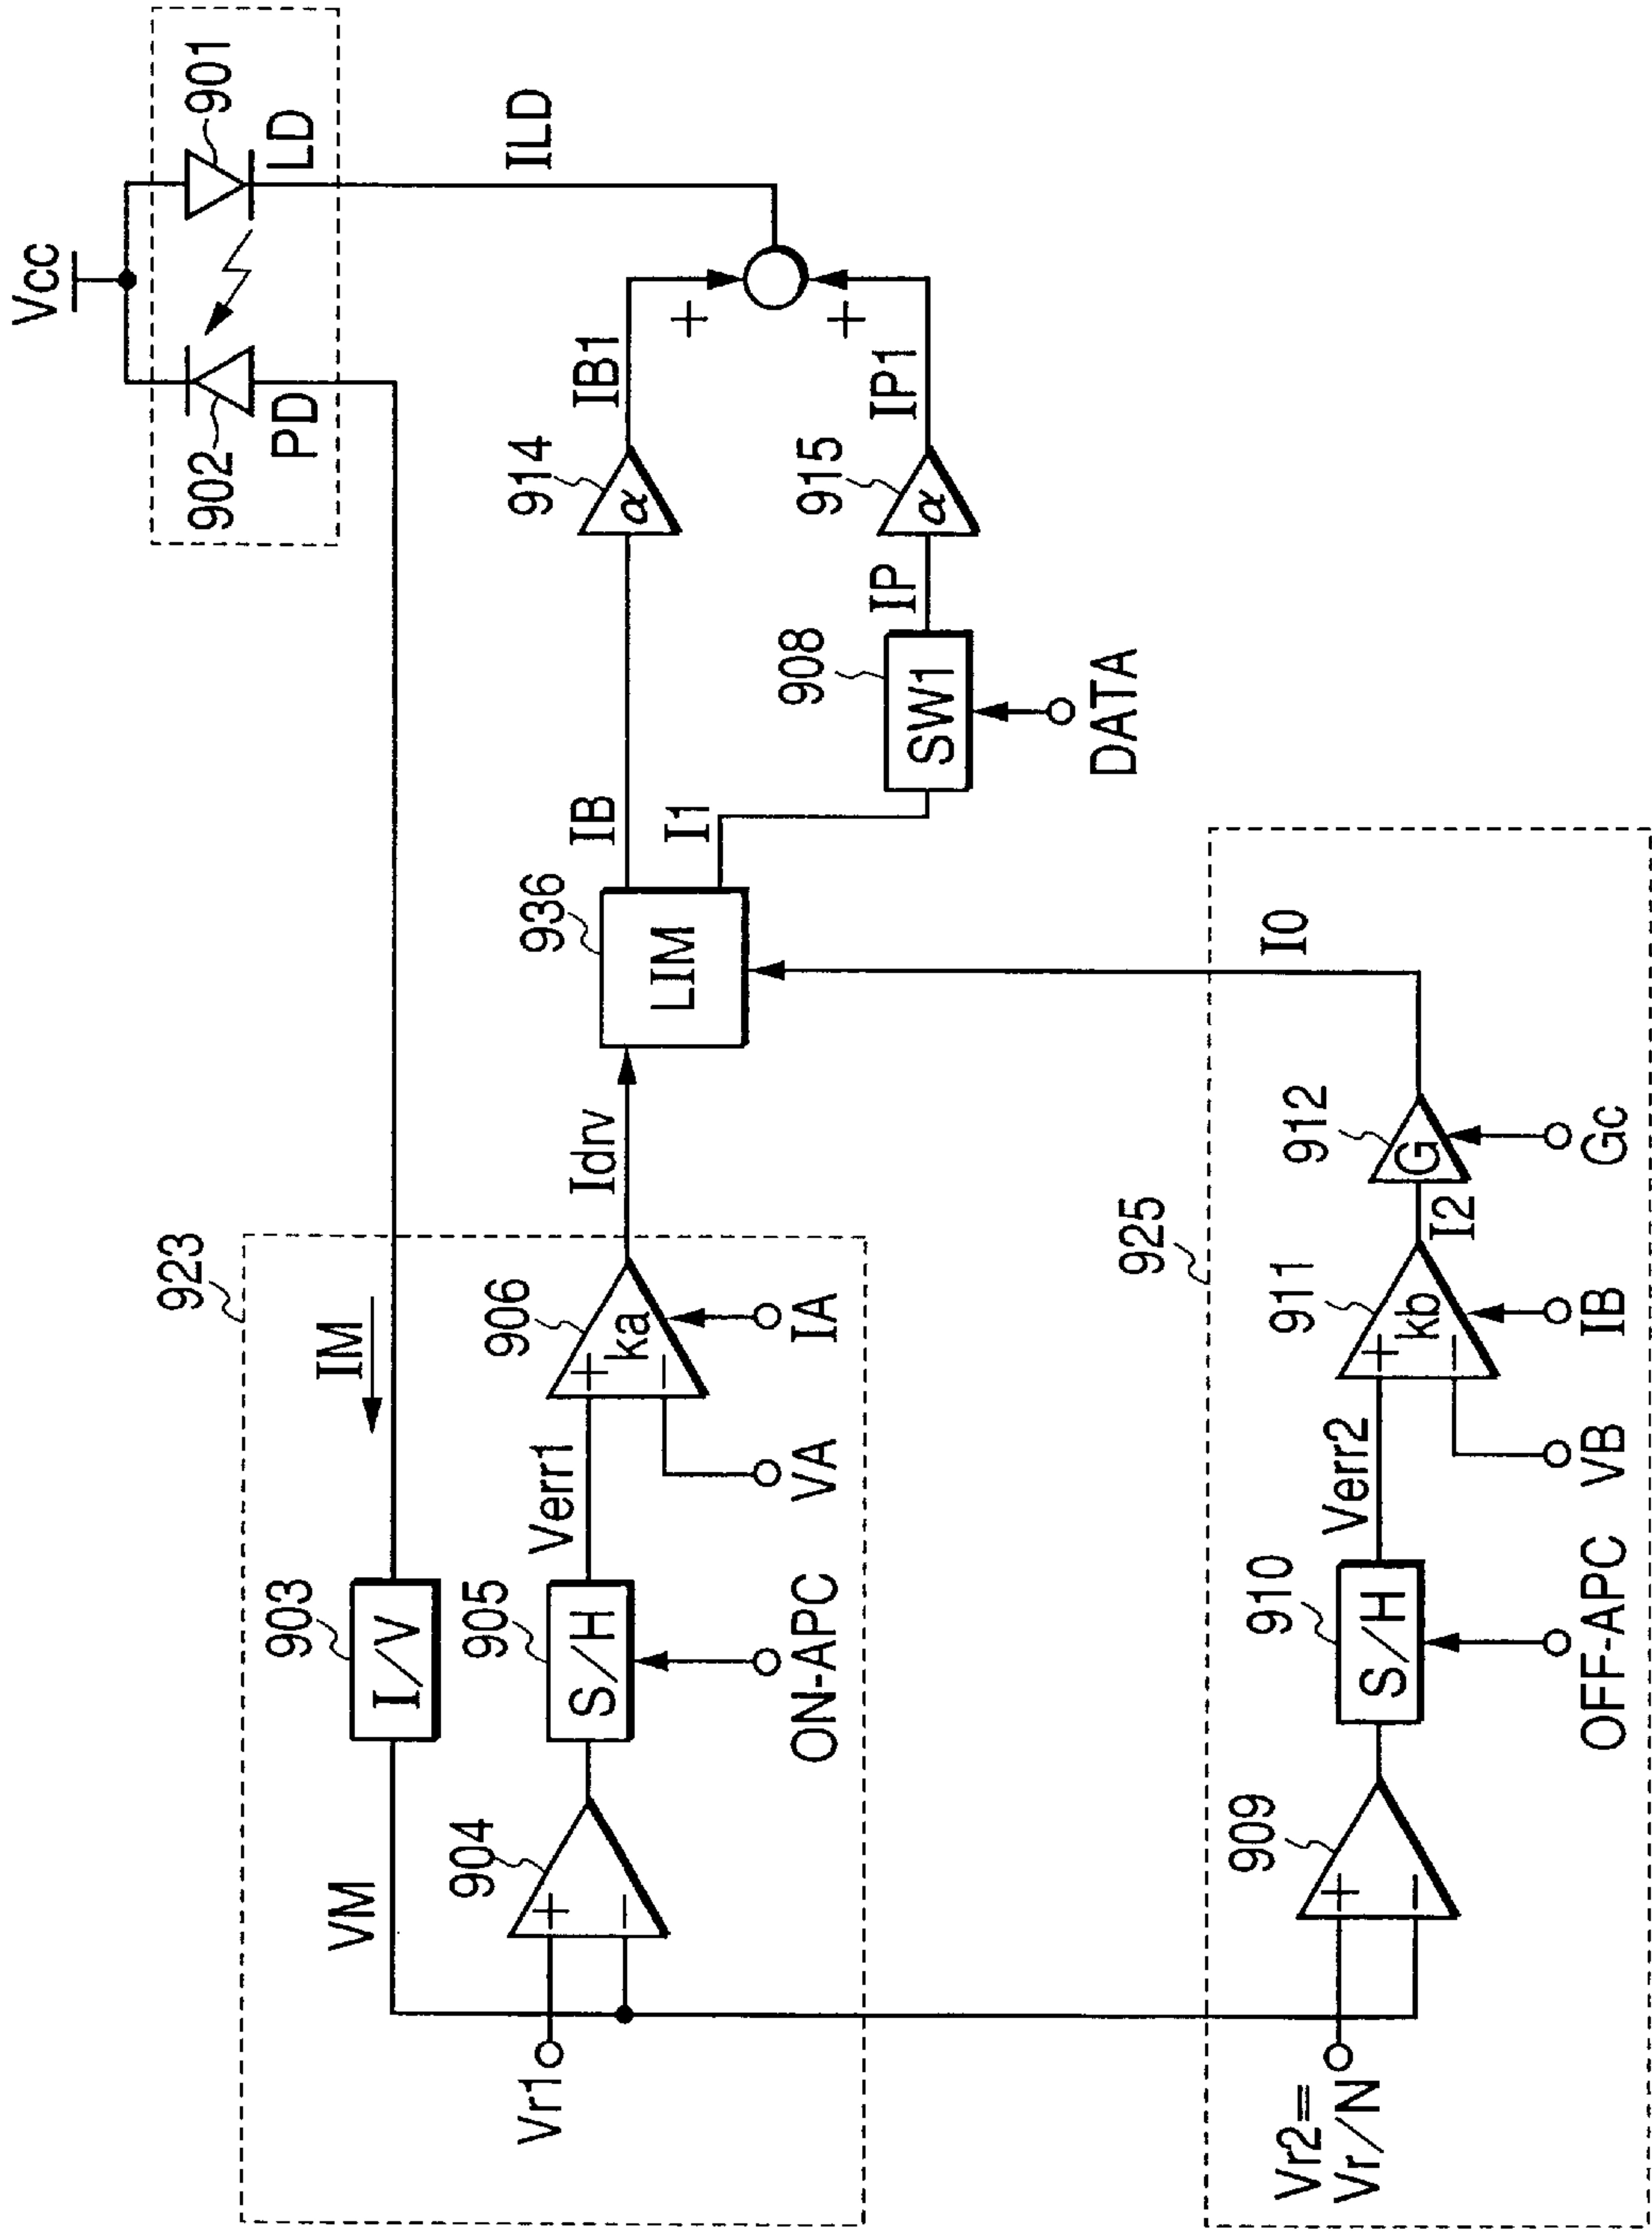 Vcc
901
LD
902
PD
ILD
923
IM
903
I/V
VM
Vr1
904
905
S/H
ON-APC
Verr1
VA
906
ka
IA
Idrv
936
LIM
IB
I1
914
α
IB1
+
908
SW1
DATA
IP
915
α
IP1
+
925
Vr2=
Vr/N
909
910
S/H
OFF-APC
Verr2
VB
911
kb
IB
I2
912
G
Gc
I0
+
−
+
−
+
−
+
−